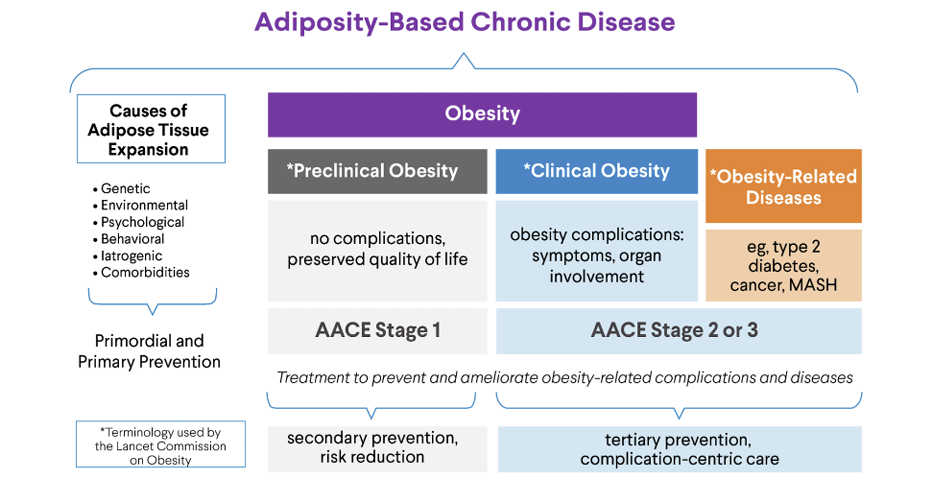 Adiposity-Based Chronic Disease
Causes of
Adipose Tissue
Expansion
• Genetic
• Environmental
• Psychological
• Behavioral
• Iatrogenic
• Comorbidities
Primordial and
Primary Prevention
*Terminology used by
the Lancet Commission
on Obesity
Obesity
*Preclinical Obesity
no complications,
preserved quality of life
*Clinical Obesity
obesity complications:
symptoms, organ
involvement
*Obesity-Related
Diseases
eg, type 2
diabetes,
cancer, MASH
AACE Stage 1
AACE Stage 2 or 3
Treatment to prevent and ameliorate obesity-related complications and diseases
secondary prevention,
risk reduction
tertiary prevention,
complication-centric care